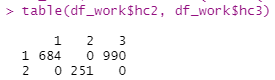 > table(df_work$hc2, df_work$hc3)
1 2 3
1 684 0 990
2 0 251 0